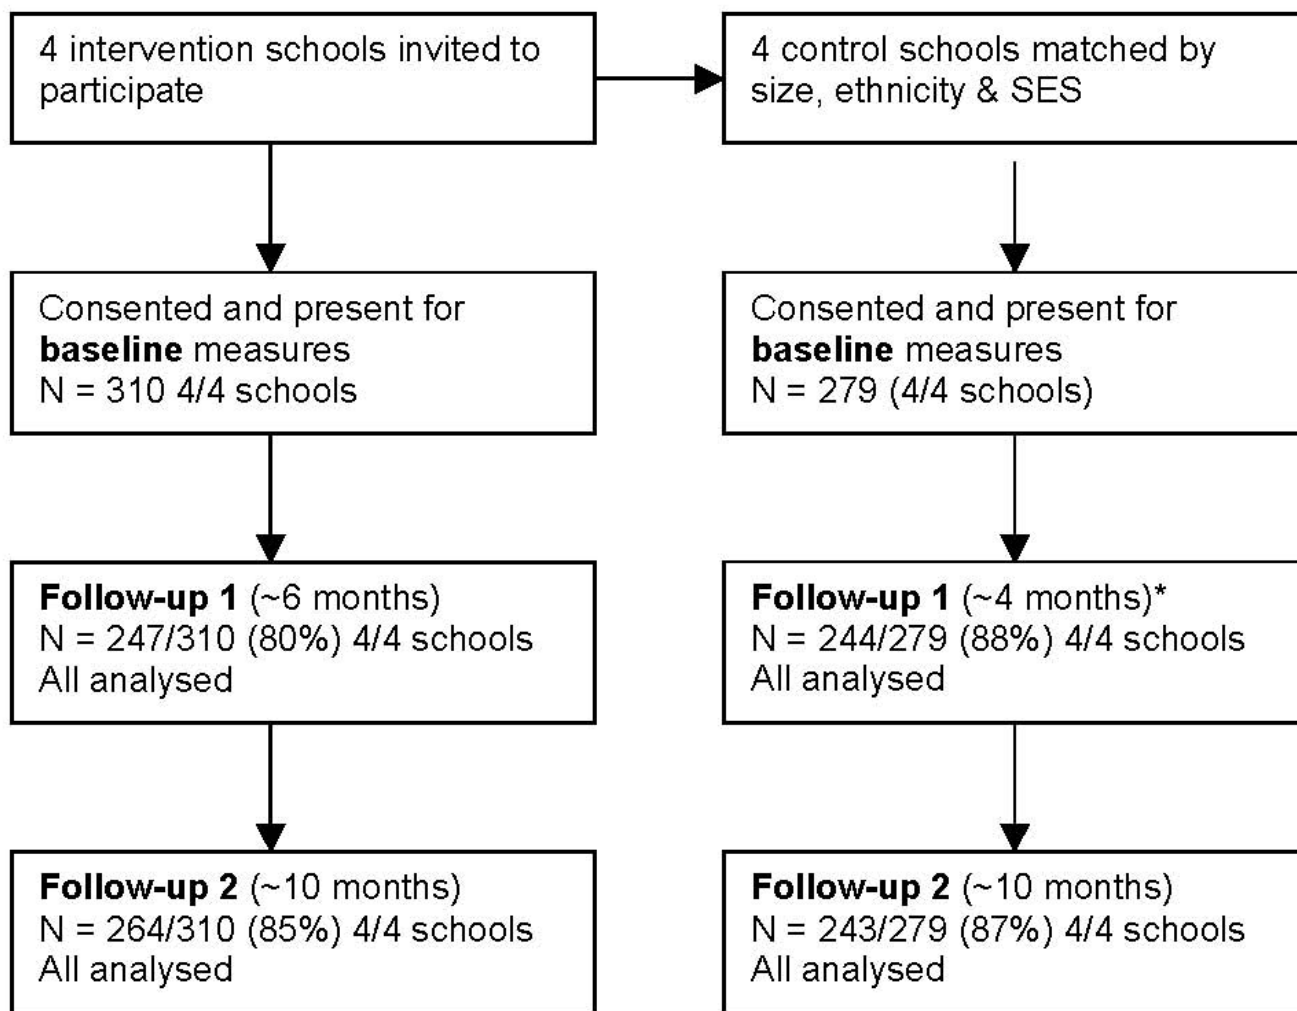 4 intervention schools invited to
participate
4 control schools matched by
size, ethnicity & SES
Consented and present for
baseline measures
N = 310 4/4 schools
Consented and present for
baseline measures
N = 279 (4/4 schools)
Follow-up 1 (~6 months)
N = 247/310 (80%) 4/4 schools
All analysed
Follow-up 1 (~4 months)*
N = 244/279 (88%) 4/4 schools
All analysed
Follow-up 2 (~10 months)
N = 264/310 (85%) 4/4 schools
All analysed
Follow-up 2 (~10 months)
N = 243/279 (87%) 4/4 schools
All analysed